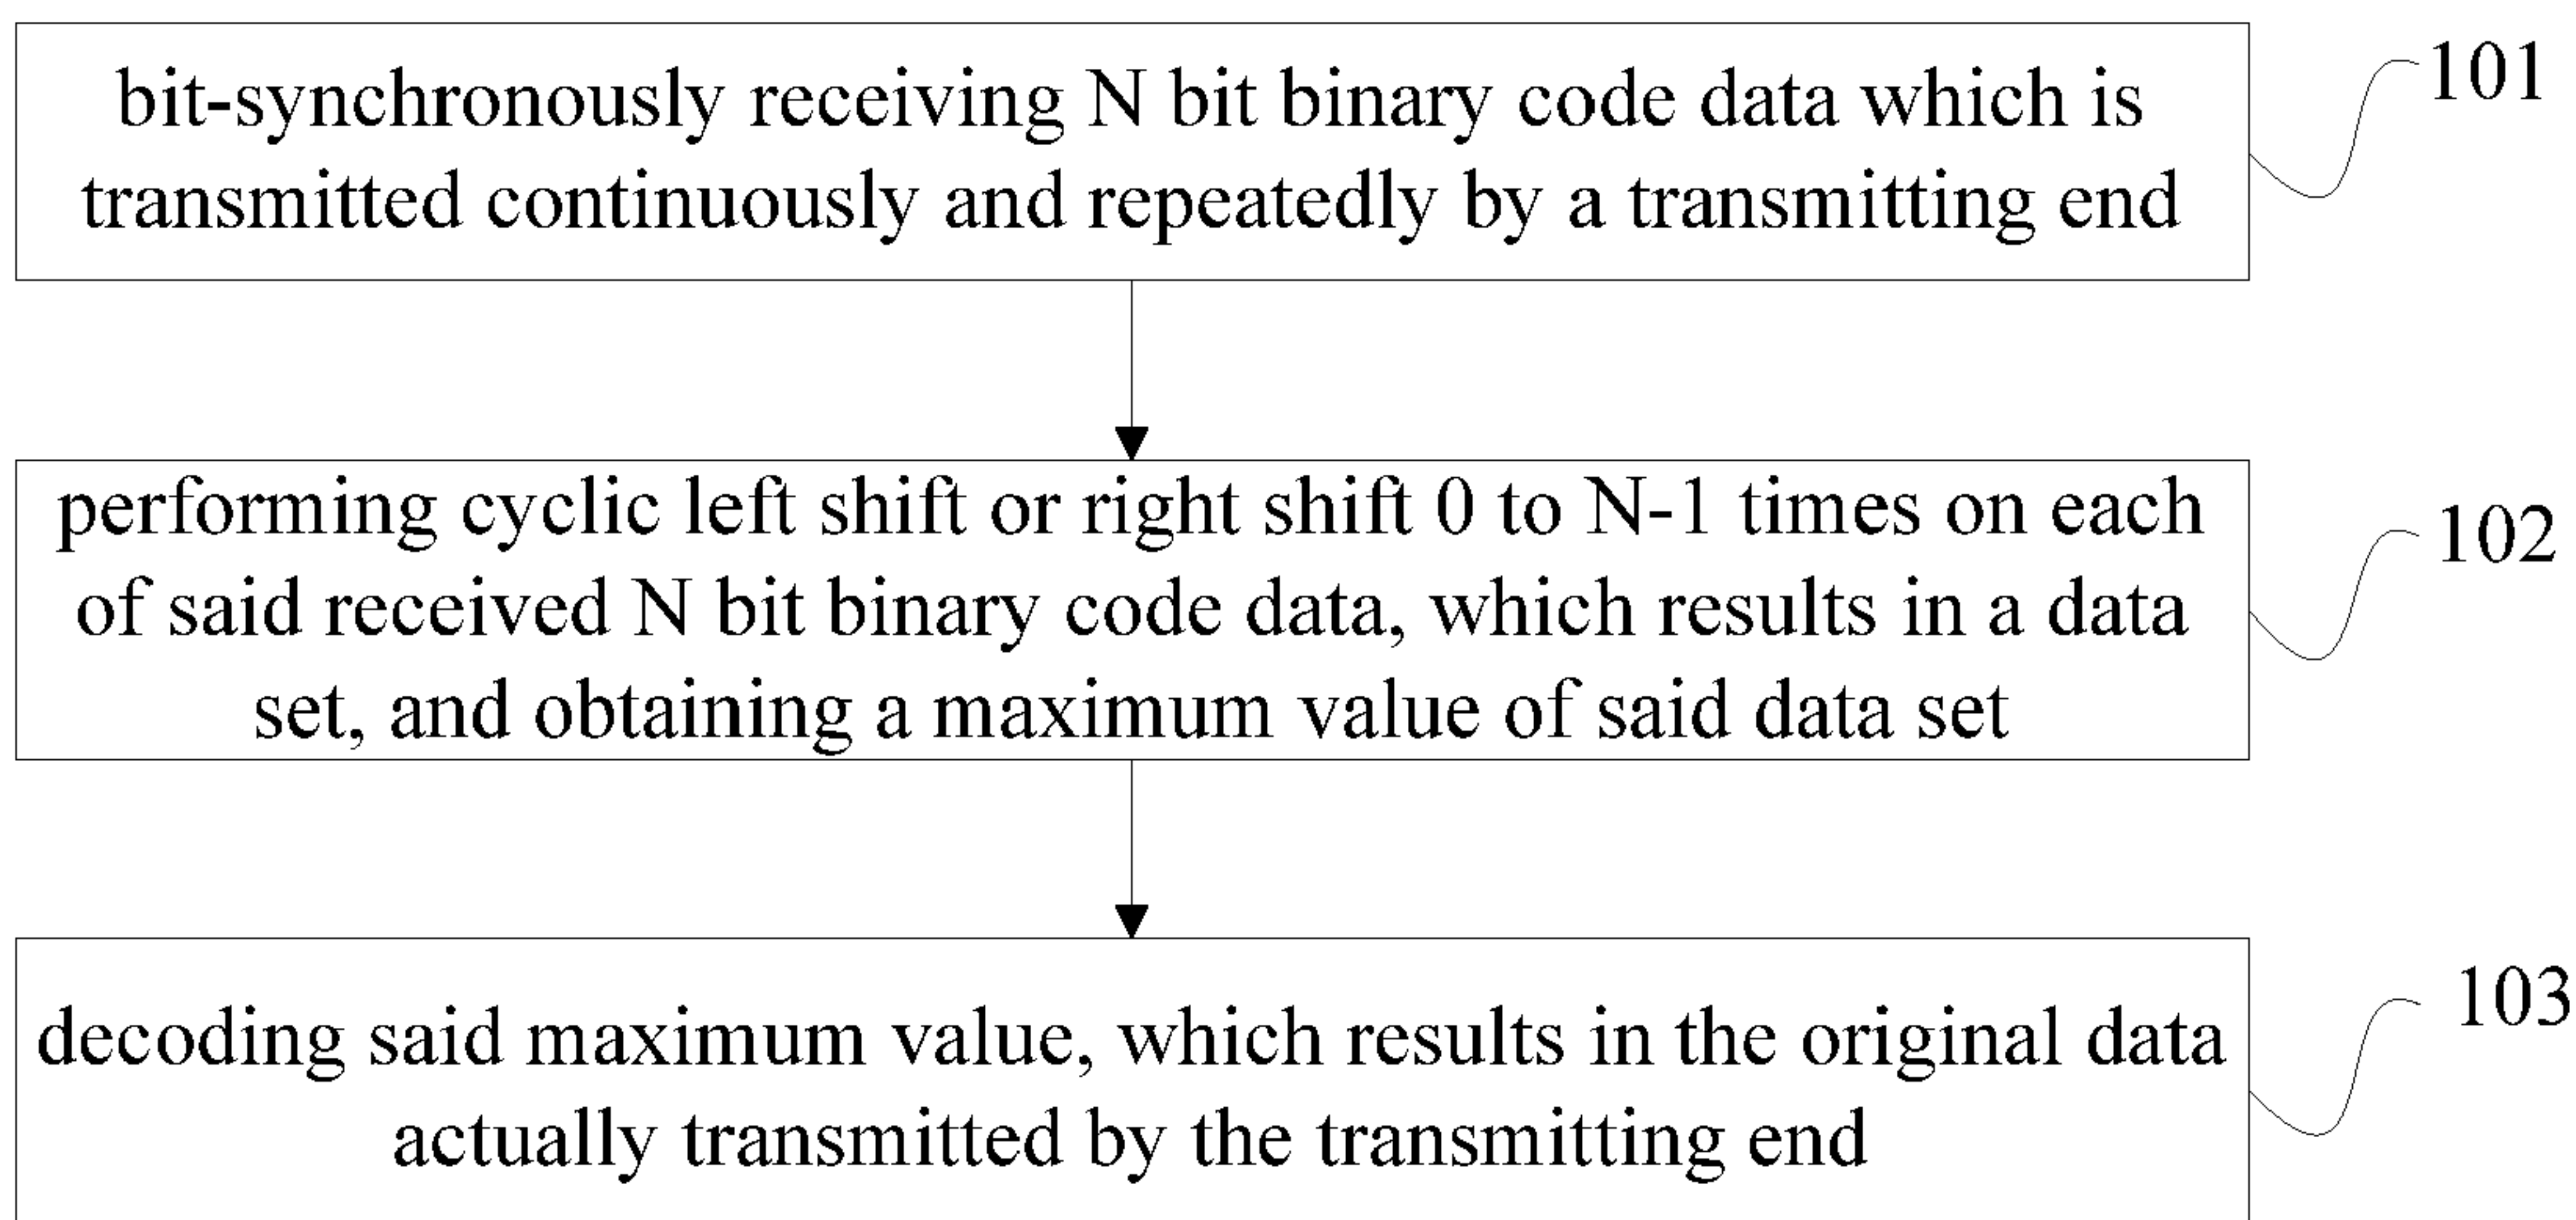 bit-synchronously receiving N bit binary code data which is
transmitted continuously and repeatedly by a transmitting end
101
performing cyclic left shift or right shift 0 to N-1 times on each
of said received N bit binary code data, which results in a data
set, and obtaining a maximum value of said data set
102
decoding said maximum value, which results in the original data
actually transmitted by the transmitting end
103